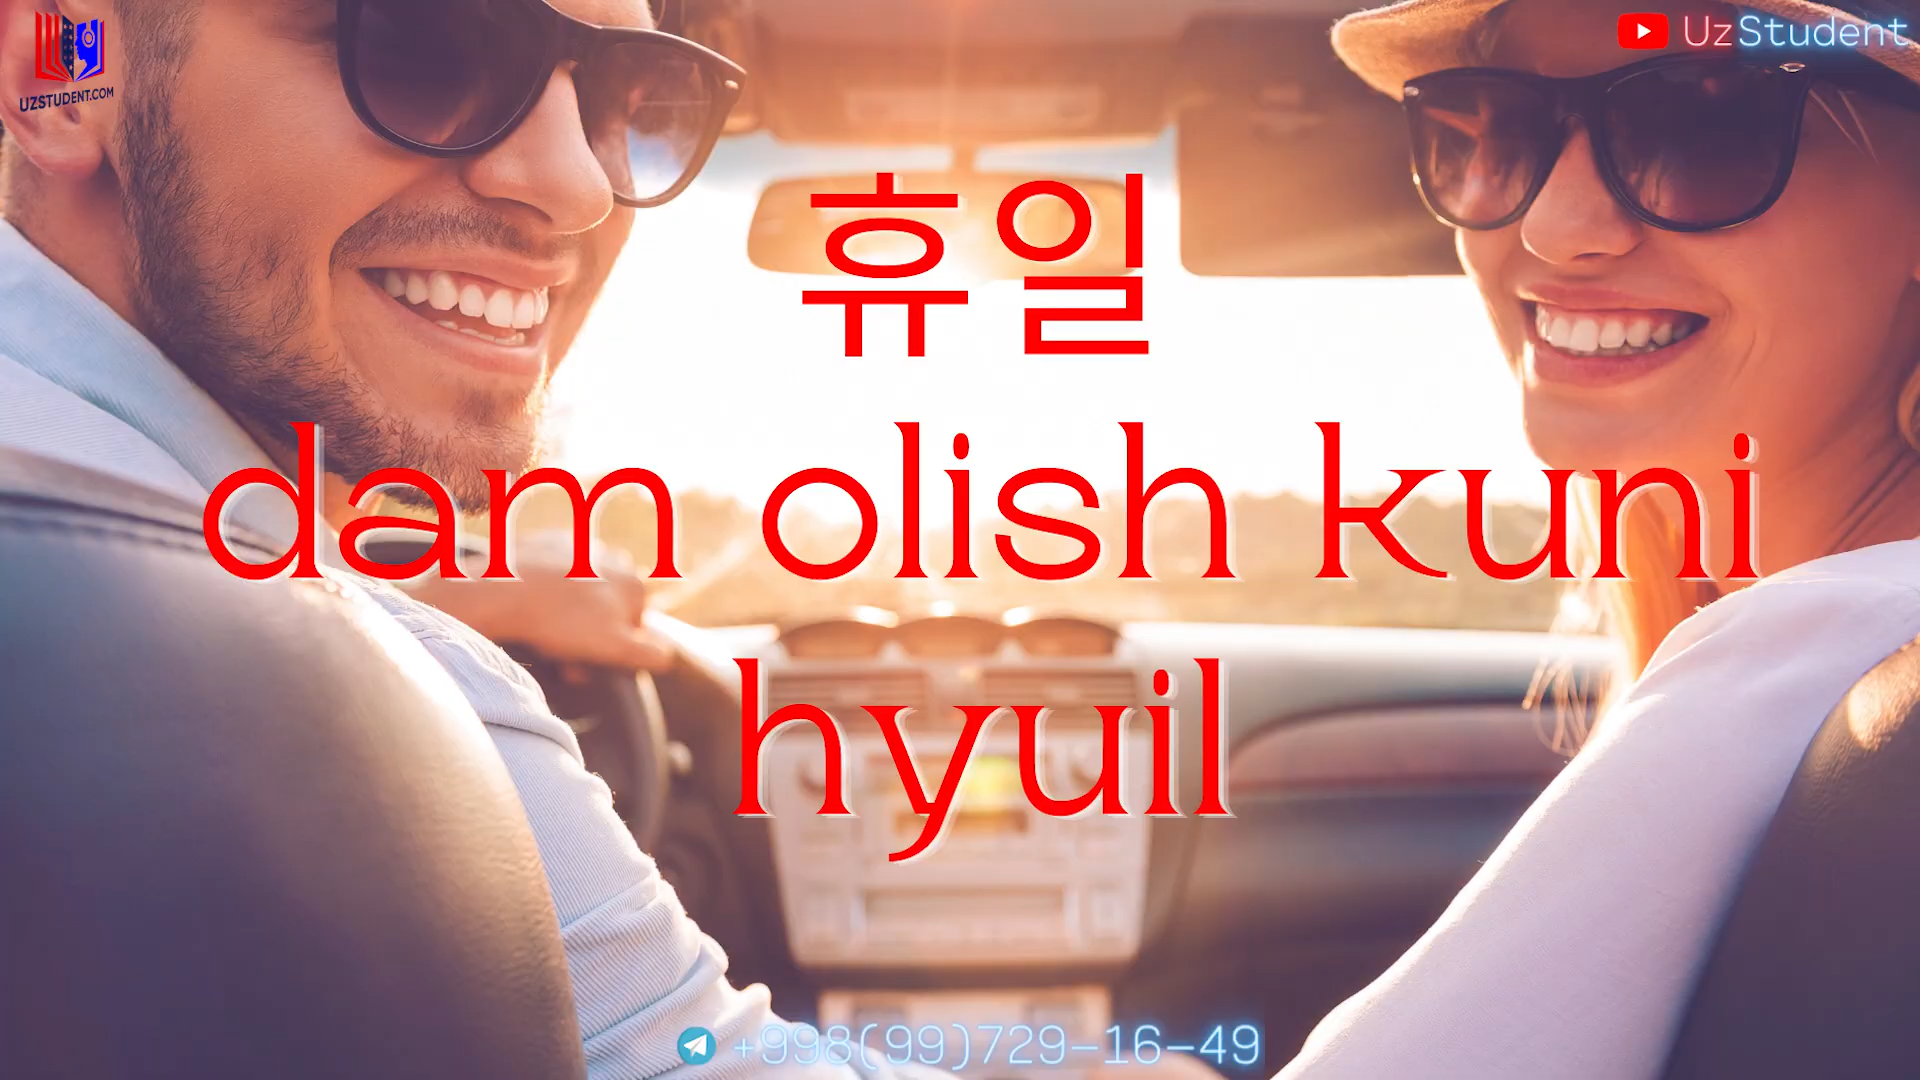 UZSTUDENT.COM
UzStudent
휴일
dam olish kuni
hyuil
+998(99)729-16-49